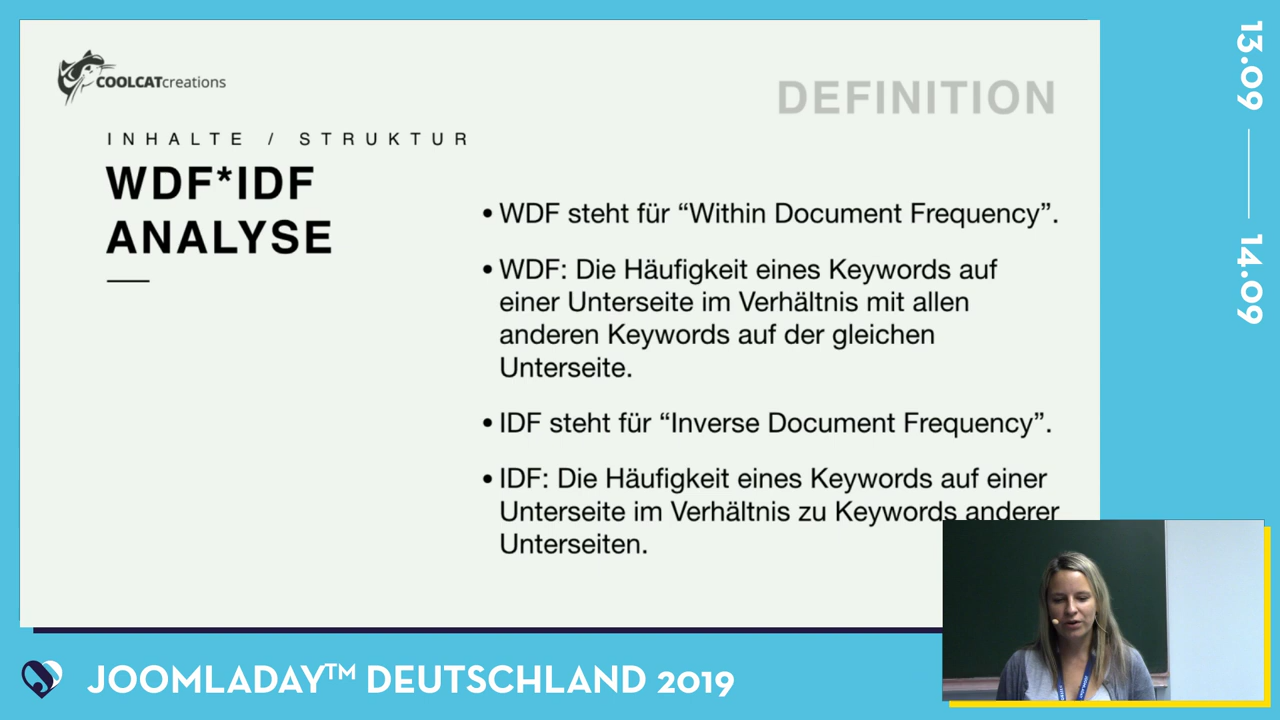 COOLCATcreations
DEFINITION
INHALTE / STRUKTUR
WDF*IDF
ANALYSE
• WDF steht für “Within Document Frequency”.
• WDF: Die Häufigkeit eines Keywords auf
einer Unterseite im Verhältnis mit allen
anderen Keywords auf der gleichen
Unterseite.
• IDF steht für “Inverse Document Frequency”.
• IDF: Die Häufigkeit eines Keywords auf einer
Unterseite im Verhältnis zu Keywords anderer
Unterseiten.
13.09
14.09
JOOMLADAY™ DEUTSCHLAND 2019